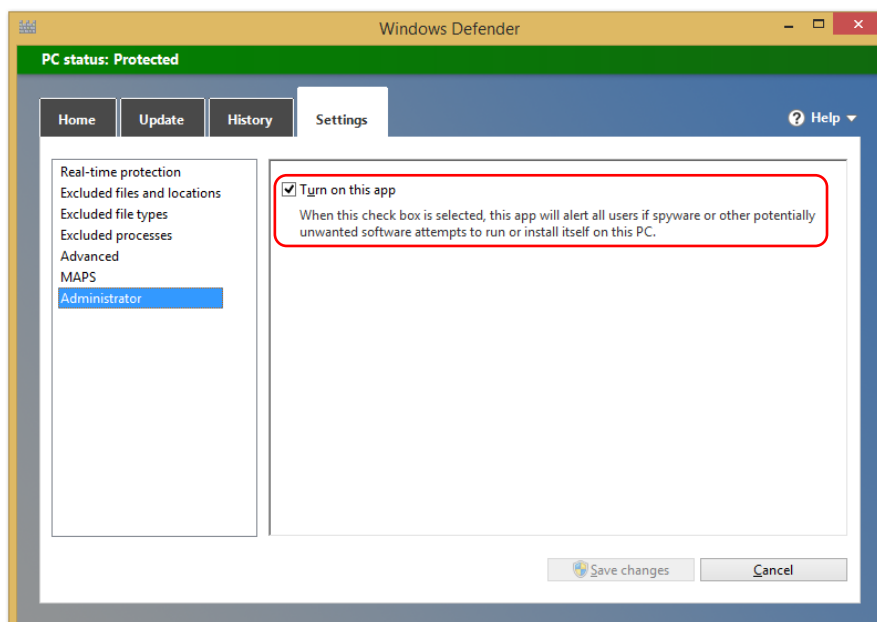 Windows Defender
PC status: Protected
Home
Update
History
Settings
Help
Real-time protection
Excluded files and locations
Excluded file types
Excluded processes
Advanced
MAPS
Administrator
Turn on this app
When this check box is selected, this app will alert all users if spyware or other potentially
unwanted software attempts to run or install itself on this PC.
Save changes
Cancel